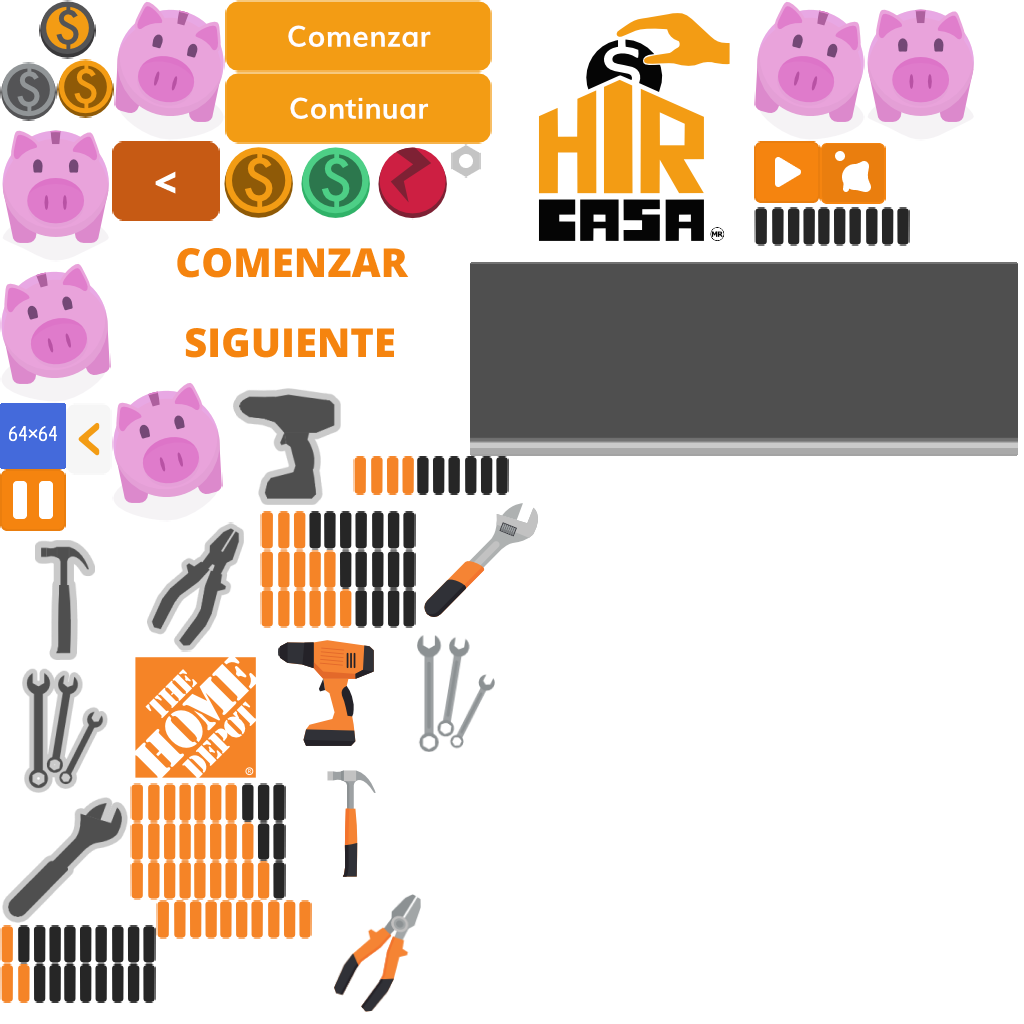 $
$
$
Comenzar
Continuar
<
$
$
$
HIR
CASA
MR
COMENZAR
SIGUIENTE
64×64
<
THE
HOME
DEPOT
®